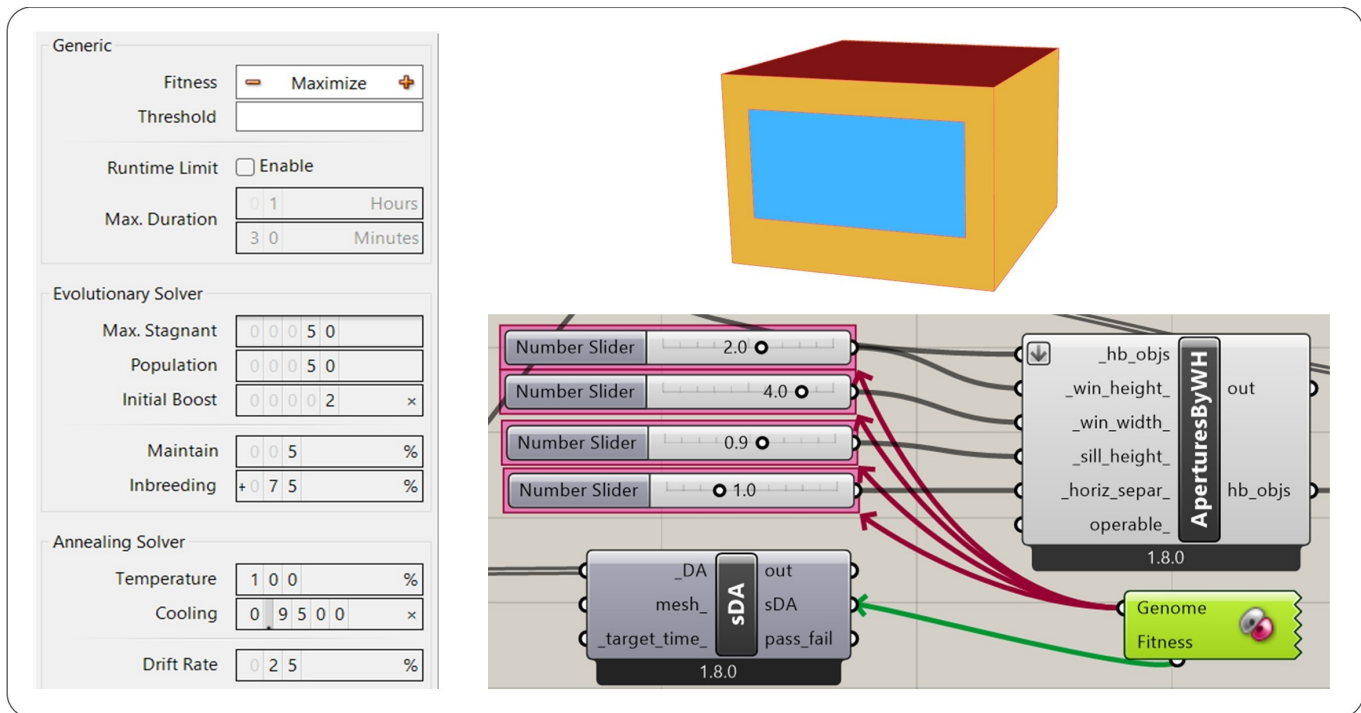 Generic
Fitness Maximize
Threshold
Runtime Limit Enable
Max. Duration 0 1 Hours
3 0 Minutes
Evolutionary Solver
Max. Stagnant 0 0 0 5 0
Population 0 0 0 5 0
Initial Boost 0 0 0 0 2 ×
Maintain 0 0 5 %
Inbreeding + 0 7 5 %
Annealing Solver
Temperature 1 0 0 %
Cooling 0 . 9 5 0 0 ×
Drift Rate 0 2 5 %
Number Slider 2.0
Number Slider 4.0
Number Slider 0.9
Number Slider 1.0
_hb_objs
_win_height_
_win_width_
_sill_height_
_horiz_separ_
operable_
AperturesByWH
out
hb_objs
1.8.0
_DA
mesh_
_target_time_
sDA
out
sDA
pass_fail
1.8.0
Genome
Fitness